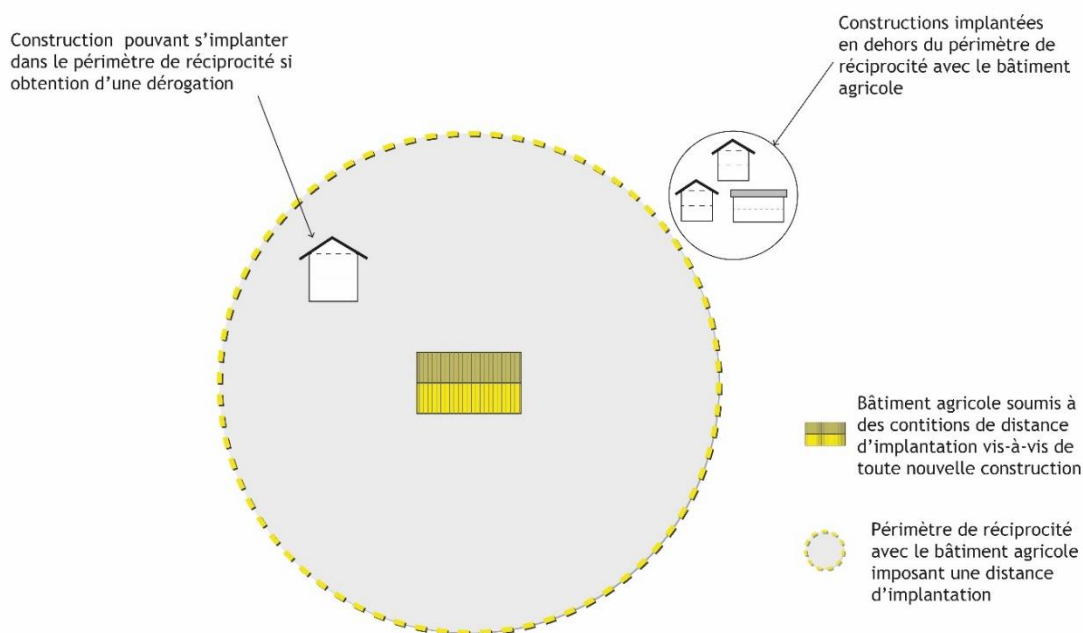 Construction pouvant s'implanter
dans le périmètre de réciprocité si
obtention d'une dérogation
Constructions implantées
en dehors du périmètre de
réciprocité avec le bâtiment
agricole
Bâtiment agricole soumis à
des contitions de distance
d'implantation vis-à-vis de
toute nouvelle construction
Périmètre de réciprocité
avec le bâtiment agricole
imposant une distance
d'implantation